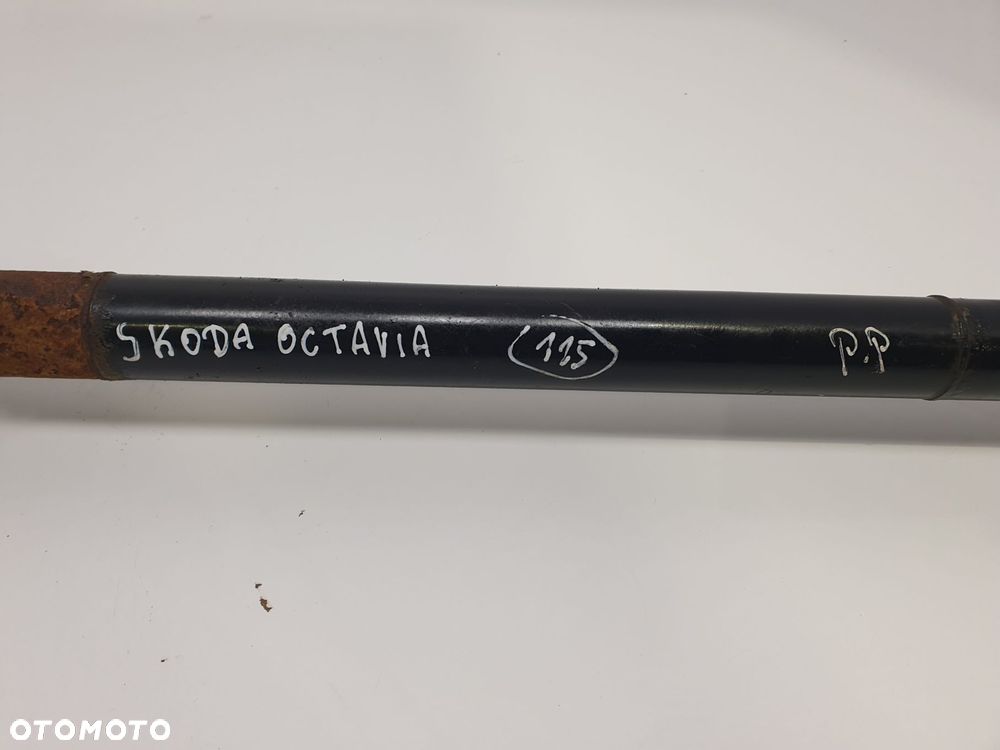 SKODA OCTAVIA 115 P.P
OTOMOTO